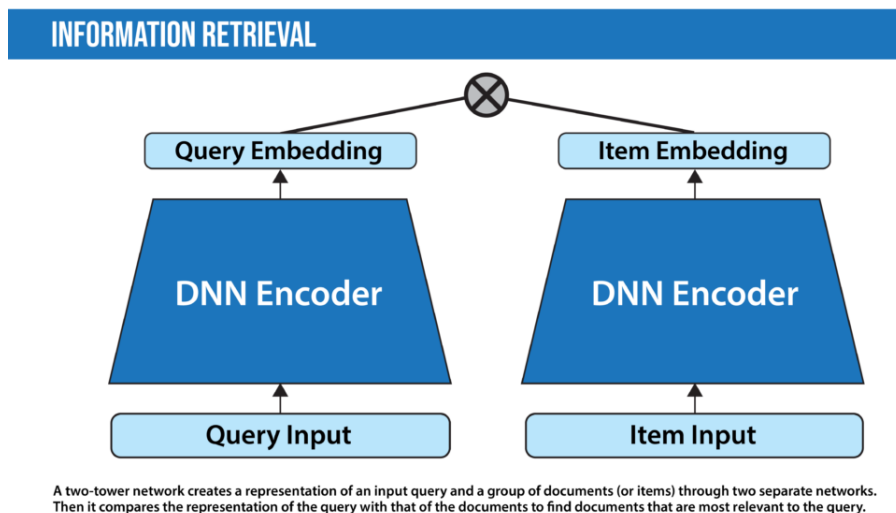 INFORMATION RETRIEVAL
Query Embedding
Item Embedding
DNN Encoder
DNN Encoder
Query Input
Item Input
A two-tower network creates a representation of an input query and a group of documents (or items) through two separate networks.
Then it compares the representation of the query with that of the documents to find documents that are most relevant to the query.